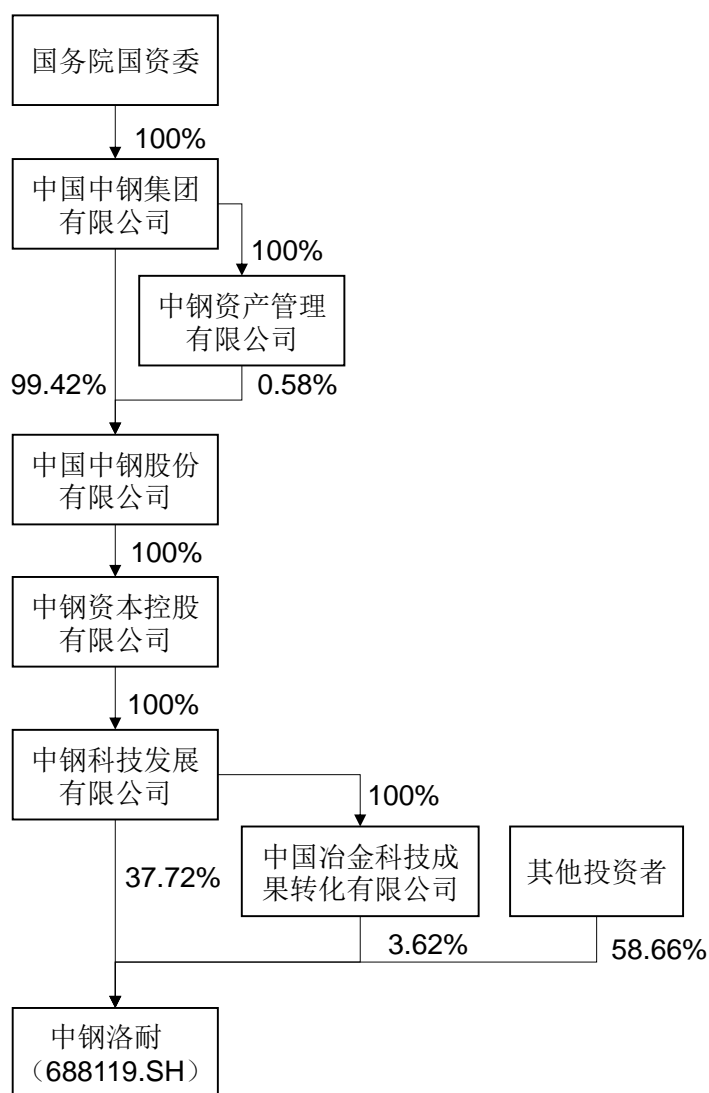 国务院国资委
100%
中国中钢集团
有限公司
100%
中钢资产管理
有限公司
99.42%
0.58%
中国中钢股份
有限公司
100%
中钢资本控股
有限公司
100%
中钢科技发展
有限公司
100%
中国冶金科技成
果转化有限公司
其他投资者
37.72%
3.62%
58.66%
中钢洛耐
（688119.SH）